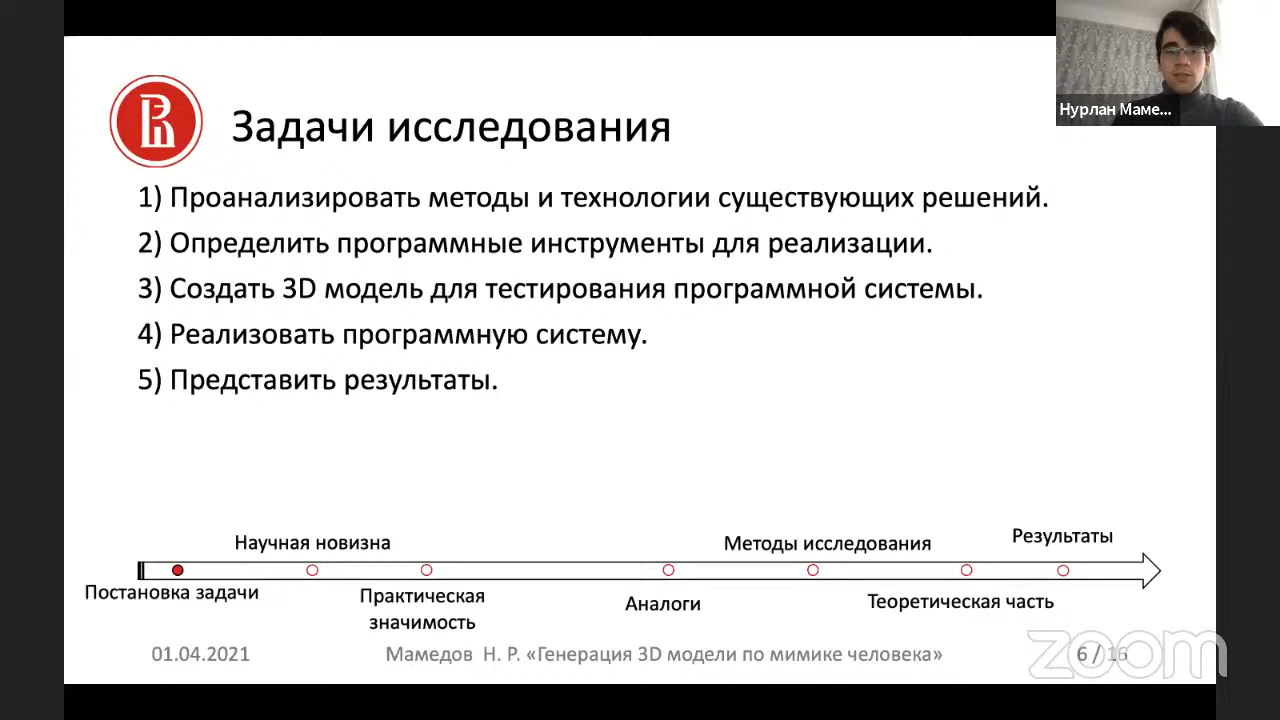 Нурлан Маме...
Задачи исследования
1) Проанализировать методы и технологии существующих решений.
2) Определить программные инструменты для реализации.
3) Создать 3D модель для тестирования программной системы.
4) Реализовать программную систему.
5) Представить результаты.
Научная новизна
Методы исследования
Результаты
Постановка задачи
Практическая
значимость
Аналоги
Теоретическая часть
01.04.2021
Мамедов Н. Р. «Генерация 3D модели по мимике человека»
6 / 16
zoom